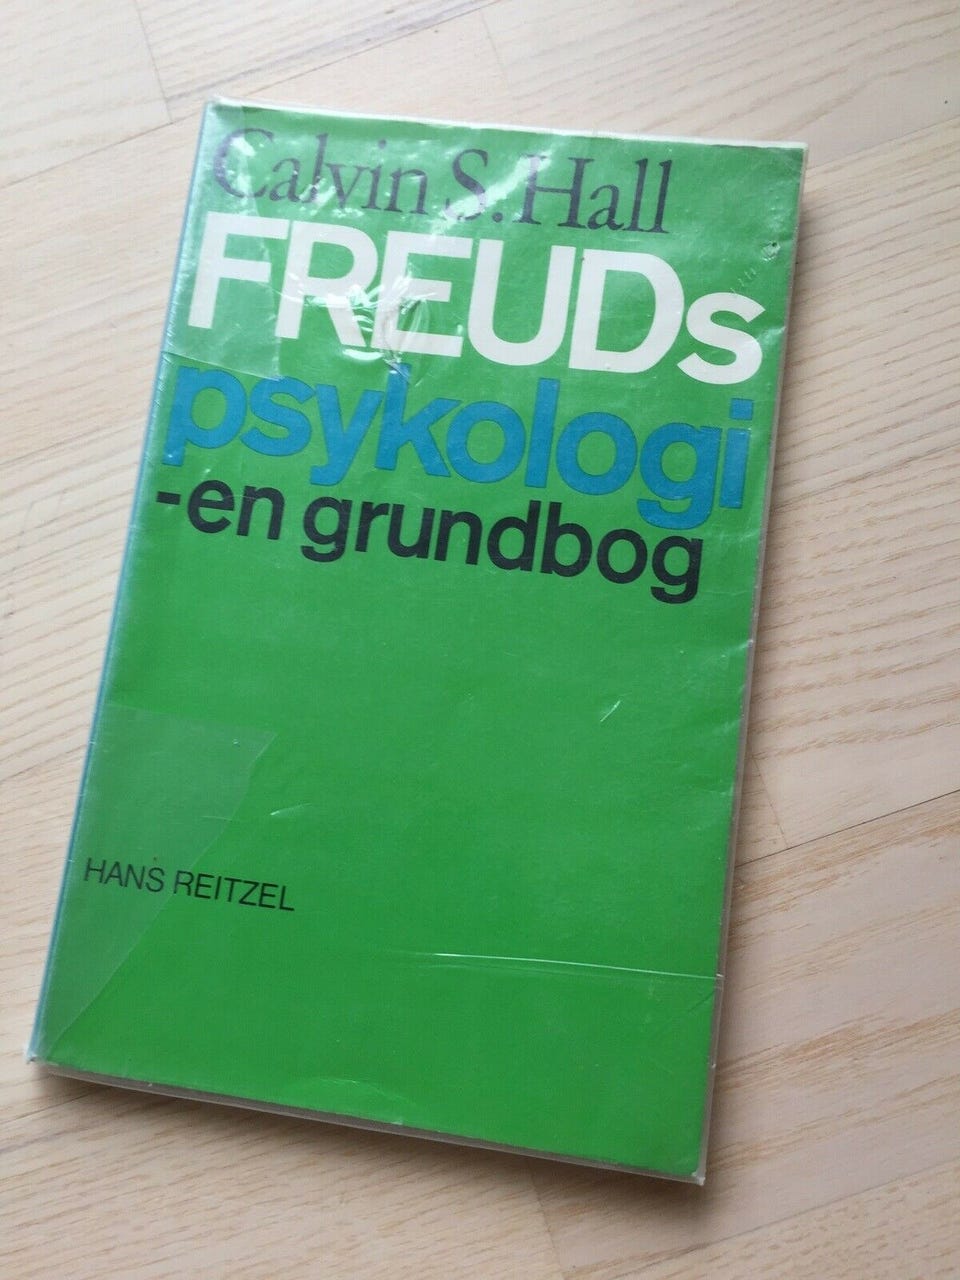 Calvin S. Hall
FREUDs
psykologi
-en grundbog
HANS REITZEL